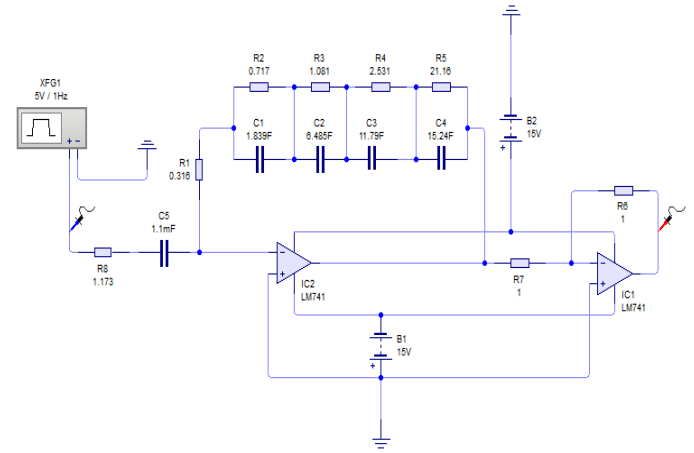 XFG1
5V / 1Hz
R2
0.717
R3
1.081
R4
2.531
R5
21.16
C1
1.839F
C2
6.485F
C3
11.79F
C4
15.24F
B2
15V
R1
0.316
C5
1.1mF
R8
1.173
IC2
LM741
R7
1
R6
1
IC1
LM741
B1
15V